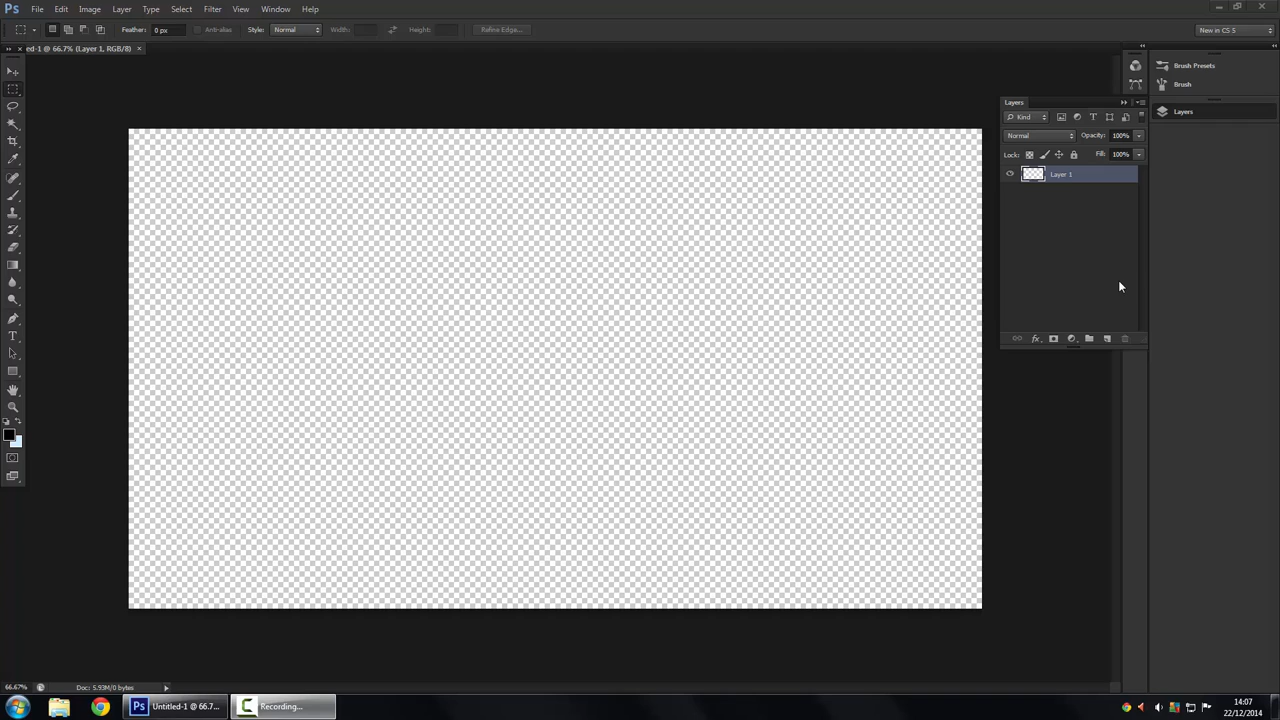 Ps File Edit Image Layer Type Select Filter View Window Help
Feather: 0 px Anti-alias Style: Normal Width: Height: Refine Edge... New in CS 5
ed-1 @ 66.7% (Layer 1, RGB/8) ×
Brush Presets
Brush
Layers
Layers
Kind
Normal Opacity: 100%
Lock: Fill: 100%
Layer 1
66.67% Doc: 5.93M/0 bytes
Ps Untitled-1 @ 66.7... Recording...
14:07
22/12/2014